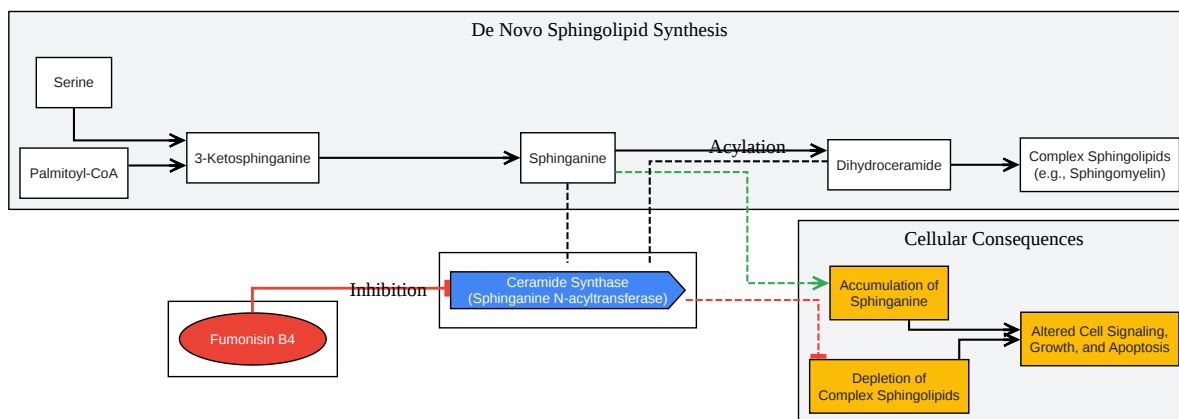 De Novo Sphingolipid Synthesis
Serine
Palmitoyl-CoA
3-Ketosphinganine
Sphinganine
Acylation
Dihydroceramide
Complex Sphingolipids
(e.g., Sphingomyelin)
Inhibition
Ceramide Synthase
(Sphinganine N-acyltransferase)
Fumonisin B4
Cellular Consequences
Accumulation of
Sphinganine
Altered Cell Signaling,
Growth, and Apoptosis
Depletion of
Complex Sphingolipids